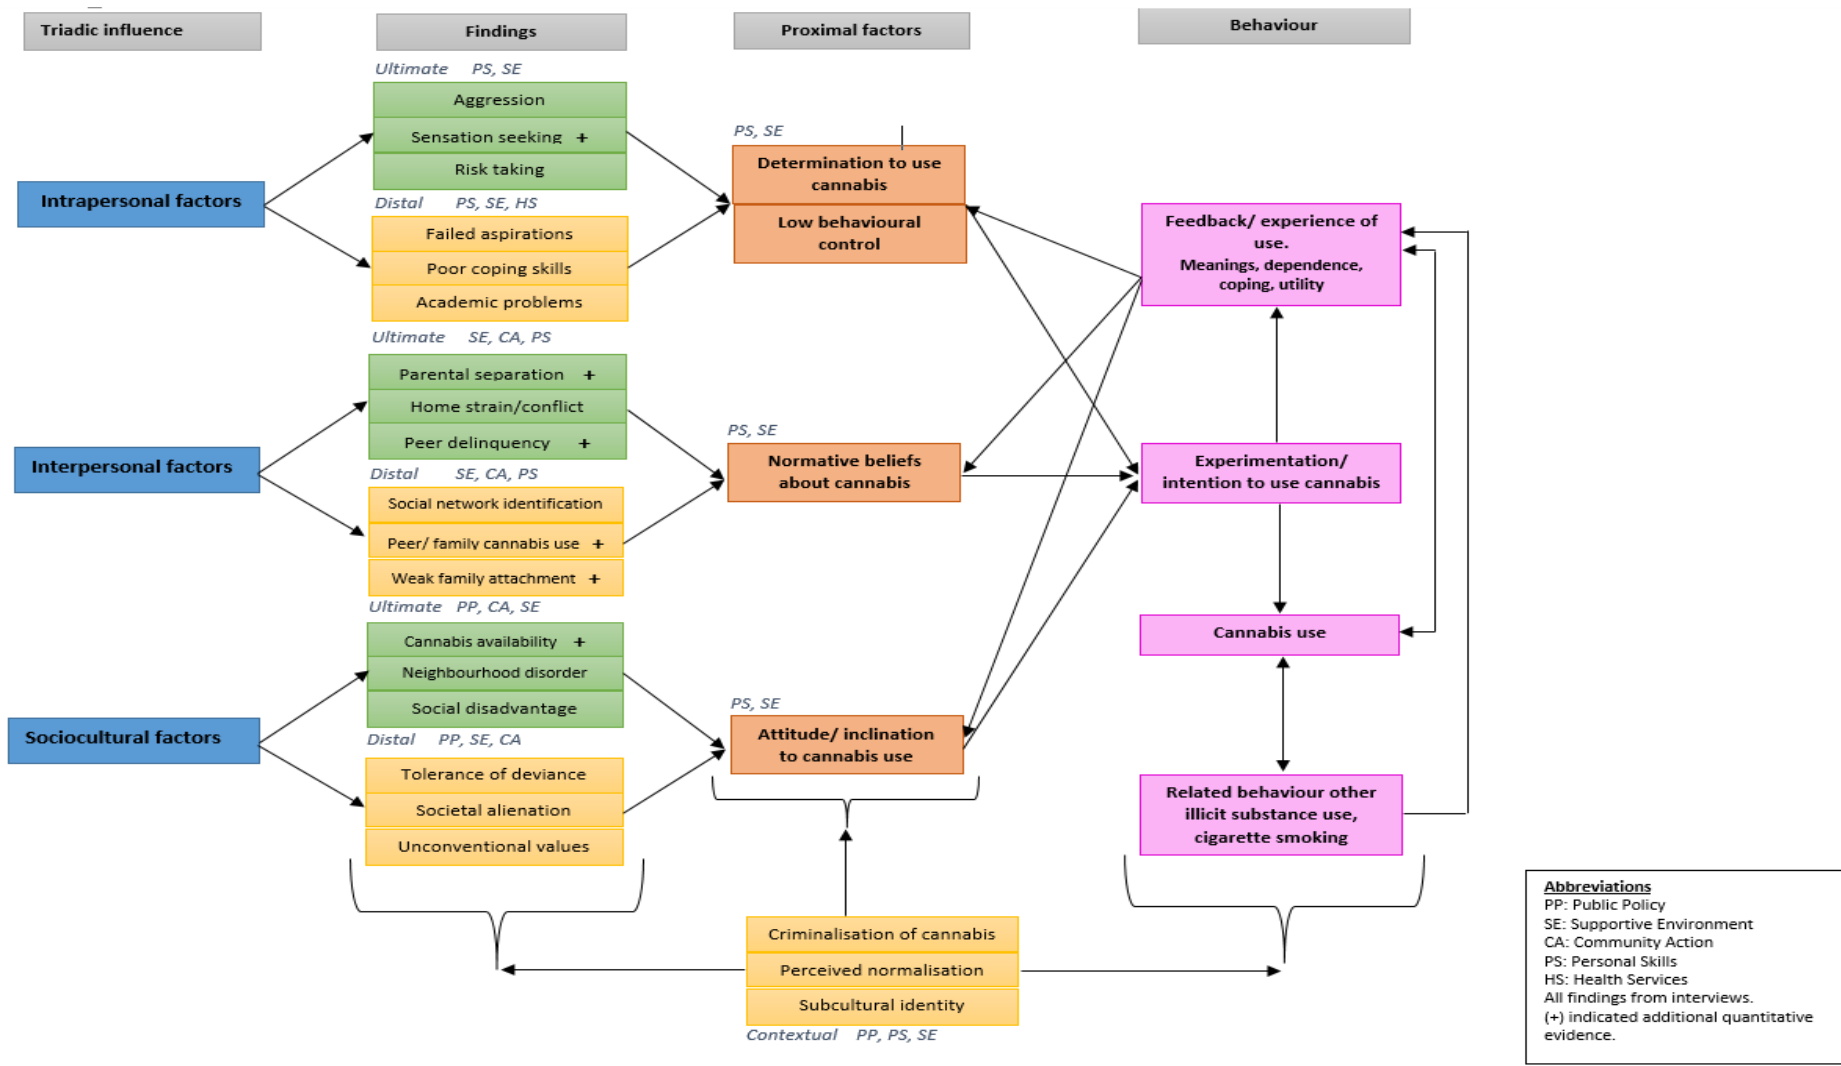 Triadic influence
Findings
Proximal factors
Behaviour
Ultimate PS, SE
Aggression
Sensation seeking +
Risk taking
Distal PS, SE, HS
Failed aspirations
Poor coping skills
Academic problems
Intrapersonal factors
PS, SE
Determination to use
cannabis
Low behavioural
control
Feedback/ experience of
use.
Meanings, dependence,
coping, utility
Ultimate SE, CA, PS
Parental separation +
Home strain/conflict
Peer delinquency +
Interpersonal factors
Distal SE, CA, PS
Social network identification
Peer/ family cannabis use +
Weak family attachment +
PS, SE
Normative beliefs
about cannabis
Experimentation/
intention to use cannabis
Ultimate PP, CA, SE
Cannabis availability +
Neighbourhood disorder
Social disadvantage
Cannabis use
Sociocultural factors
Distal PP, SE, CA
Tolerance of deviance
Societal alienation
Unconventional values
PS, SE
Attitude/ inclination
to cannabis use
Related behaviour other
illicit substance use,
cigarette smoking
Criminalisation of cannabis
Perceived normalisation
Subcultural identity
Contextual PP, PS, SE
Abbreviations
PP: Public Policy
SE: Supportive Environment
CA: Community Action
PS: Personal Skills
HS: Health Services
All findings from interviews.
(+) indicated additional quantitative
evidence.